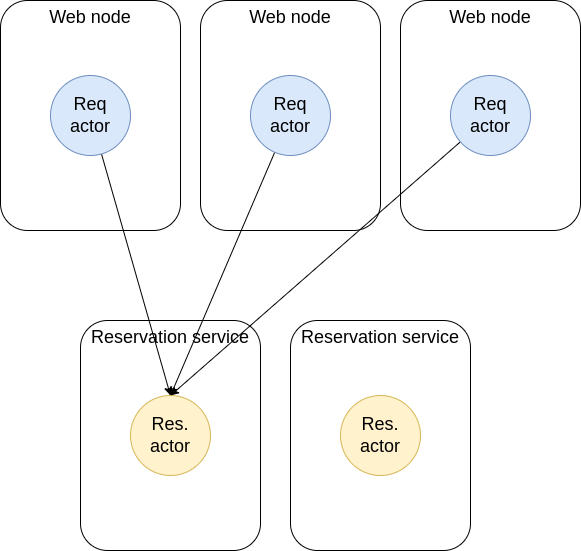 Web node
Web node
Web node
Req
actor
Req
actor
Req
actor
Reservation service
Reservation service
Res.
actor
Res.
actor